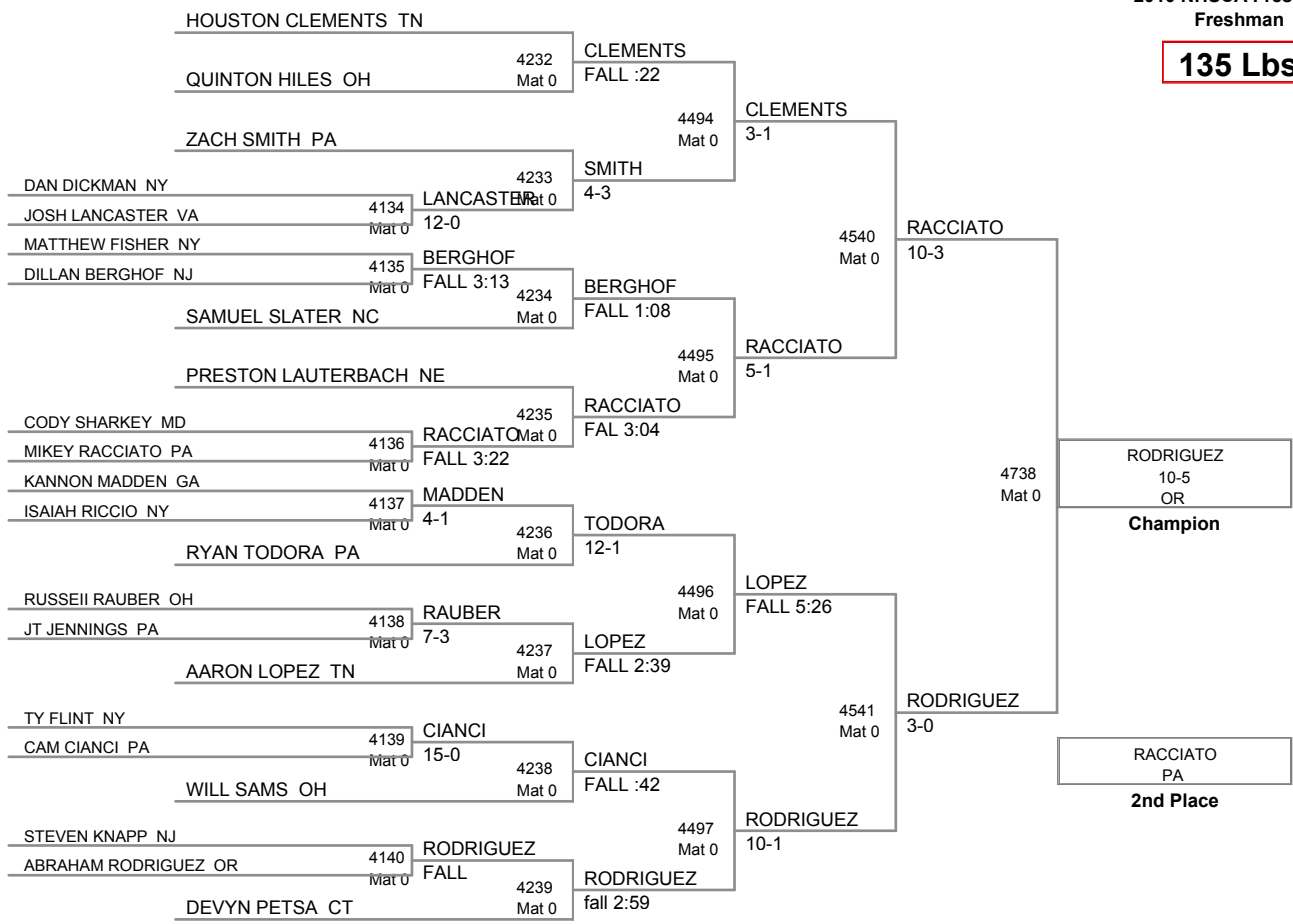 Freshman
135 Lbs
HOUSTON CLEMENTS TN
4232
Mat 0
CLEMENTS
FALL :22
QUINTON HILES OH
4494
Mat 0
CLEMENTS
3-1
ZACH SMITH PA
4233
Mat 0
SMITH
4-3
DAN DICKMAN NY
4134
Mat 0
LANCASTER
12-0
JOSH LANCASTER VA
4540
Mat 0
RACCIATO
10-3
MATTHEW FISHER NY
4135
Mat 0
BERGHOF
FALL 3:13
DILLAN BERGHOF NJ
4234
Mat 0
BERGHOF
FALL 1:08
SAMUEL SLATER NC
4495
Mat 0
RACCIATO
5-1
PRESTON LAUTERBACH NE
4235
Mat 0
RACCIATO
FAL 3:04
CODY SHARKEY MD
4136
Mat 0
RACCIATO
FALL 3:22
MIKEY RACCIATO PA
4738
Mat 0
RODRIGUEZ
10-5
OR
Champion
KANNON MADDEN GA
4137
Mat 0
MADDEN
4-1
ISAIAH RICCIO NY
4236
Mat 0
TODORA
12-1
RYAN TODORA PA
4496
Mat 0
LOPEZ
FALL 5:26
RUSSEII RAUBER OH
4138
Mat 0
RAUBER
7-3
JT JENNINGS PA
4237
Mat 0
LOPEZ
FALL 2:39
AARON LOPEZ TN
4541
Mat 0
RODRIGUEZ
3-0
TY FLINT NY
4139
Mat 0
CIANCI
15-0
CAM CIANCI PA
4238
Mat 0
CIANCI
FALL :42
RACCIATO
PA
2nd Place
WILL SAMS OH
4497
Mat 0
RODRIGUEZ
10-1
STEVEN KNAPP NJ
4140
Mat 0
RODRIGUEZ
FALL
ABRAHAM RODRIGUEZ OR
4239
Mat 0
RODRIGUEZ
fall 2:59
DEVYN PETSA CT